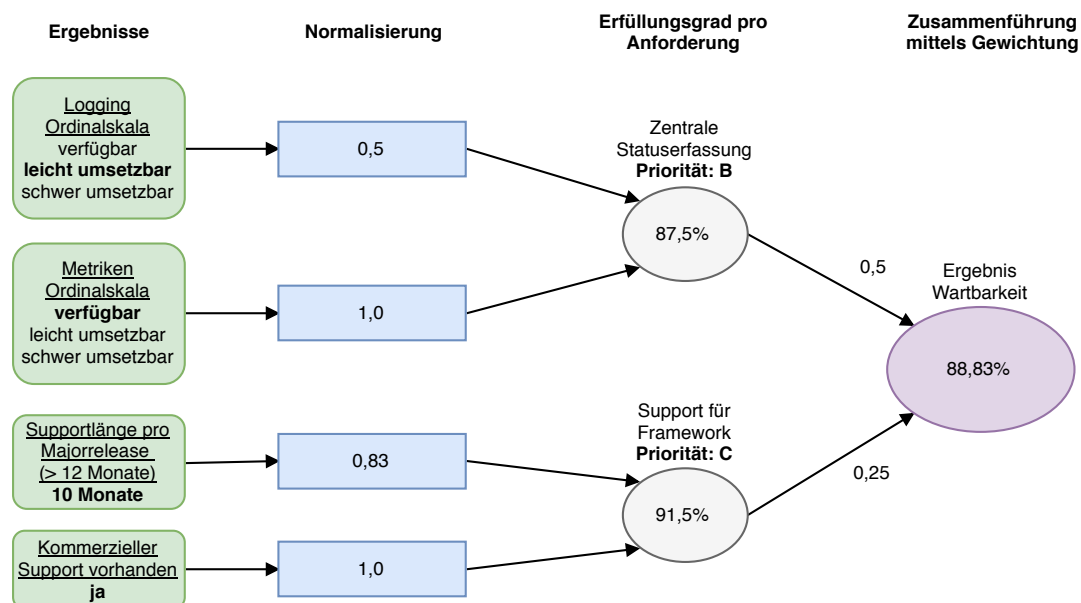 Ergebnisse
Normalisierung
Erfüllungsgrad pro
Anforderung
Zusammenführung
mittels Gewichtung
Logging
Ordinalskala
verfügbar
leicht umsetzbar
schwer umsetzbar
0,5
Zentrale
Statuserfassung
Priorität: B
87,5%
Metriken
Ordinalskala
verfügbar
leicht umsetzbar
schwer umsetzbar
1,0
0,5
Ergebnis
Wartbarkeit
88,83%
Supportlänge pro
Majorrelease
(> 12 Monate)
10 Monate
0,83
Support für
Framework
Priorität: C
91,5%
0,25
Kommerzieller
Support vorhanden
ja
1,0